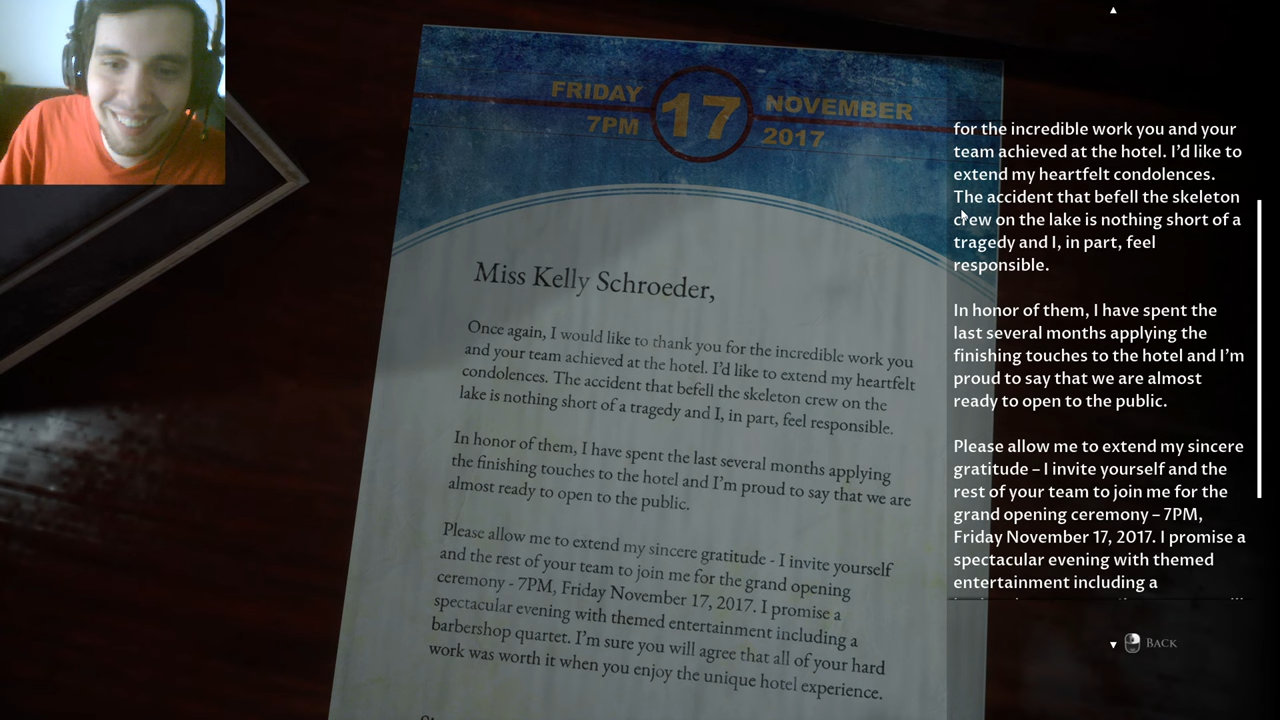 FRIDAY
7PM
17
NOVEMBER
2017
Miss Kelly Schroeder,
Once again, I would like to thank you for the incredible work you
and your team achieved at the hotel. I'd like to extend my heartfelt
condolences. The accident that befell the skeleton crew on the
lake is nothing short of a tragedy and I, in part, feel responsible.
In honor of them, I have spent the last several months applying
the finishing touches to the hotel and I'm proud to say that we are
almost ready to open to the public.
Please allow me to extend my sincere gratitude - I invite yourself
and the rest of your team to join me for the grand opening
ceremony - 7PM, Friday November 17, 2017. I promise a
spectacular evening with themed entertainment including a
barbershop quartet. I'm sure you will agree that all of your hard
work was worth it when you enjoy the unique hotel experience.
for the incredible work you and your
team achieved at the hotel. I'd like to
extend my heartfelt condolences.
The accident that befell the skeleton
crew on the lake is nothing short of a
tragedy and I, in part, feel
responsible.
In honor of them, I have spent the
last several months applying the
finishing touches to the hotel and I'm
proud to say that we are almost
ready to open to the public.
Please allow me to extend my sincere
gratitude – I invite yourself and the
rest of your team to join me for the
grand opening ceremony – 7PM,
Friday November 17, 2017. I promise a
spectacular evening with themed
entertainment including a
BACK